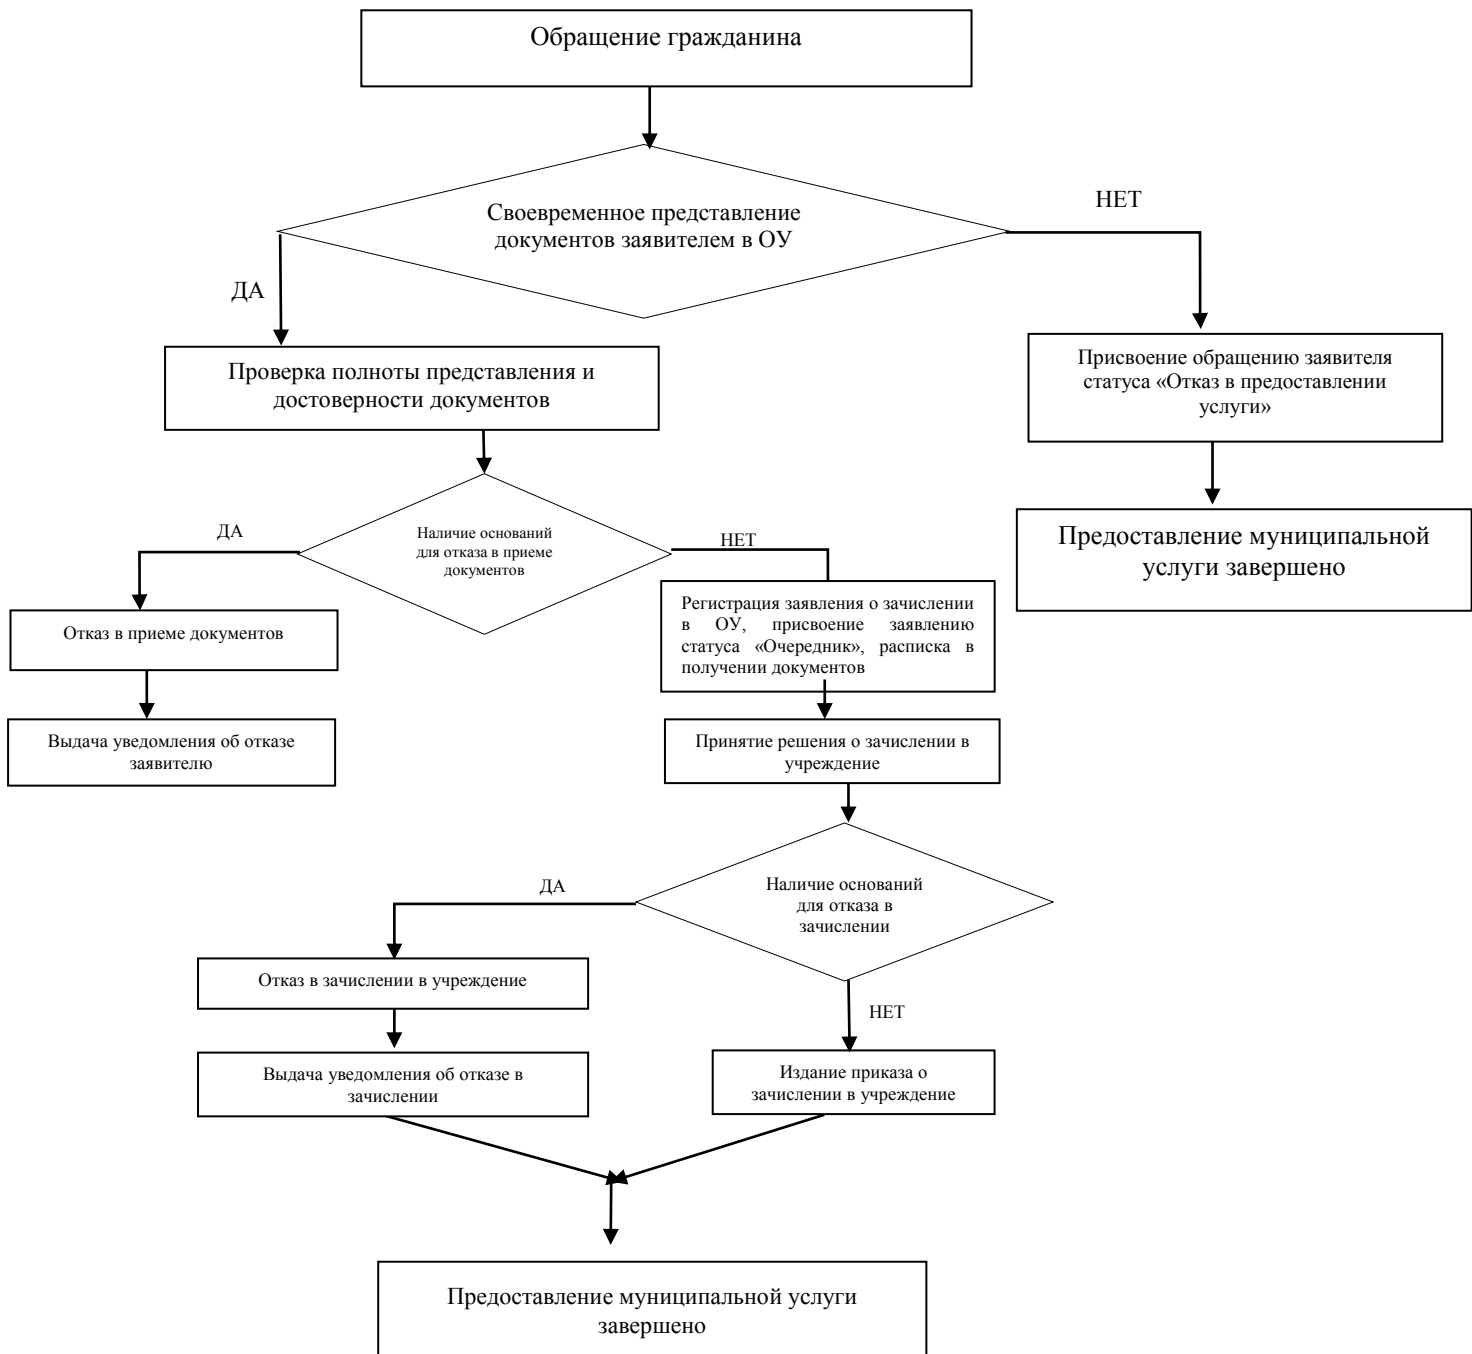 Обращение гражданина
Своевременное представление
документов заявителем в ОУ
НЕТ
ДА
Проверка полноты представления и
достоверности документов
Присвоение обращению заявителя
статуса «Отказ в предоставлении
услуги»
Предоставление муниципальной
услуги завершено
ДА
Наличие оснований
для отказа в приеме
документов
НЕТ
Отказ в приеме документов
Регистрация заявления о зачислении
в ОУ, присвоение заявлению
статуса «Очередник», расписка в
получении документов
Выдача уведомления об отказе
заявителю
Принятие решения о зачислении в
учреждение
ДА
Наличие оснований
для отказа в
зачислении
Отказ в зачислении в учреждение
НЕТ
Выдача уведомления об отказе в
зачислении
Издание приказа о
зачислении в учреждение
Предоставление муниципальной услуги
завершено